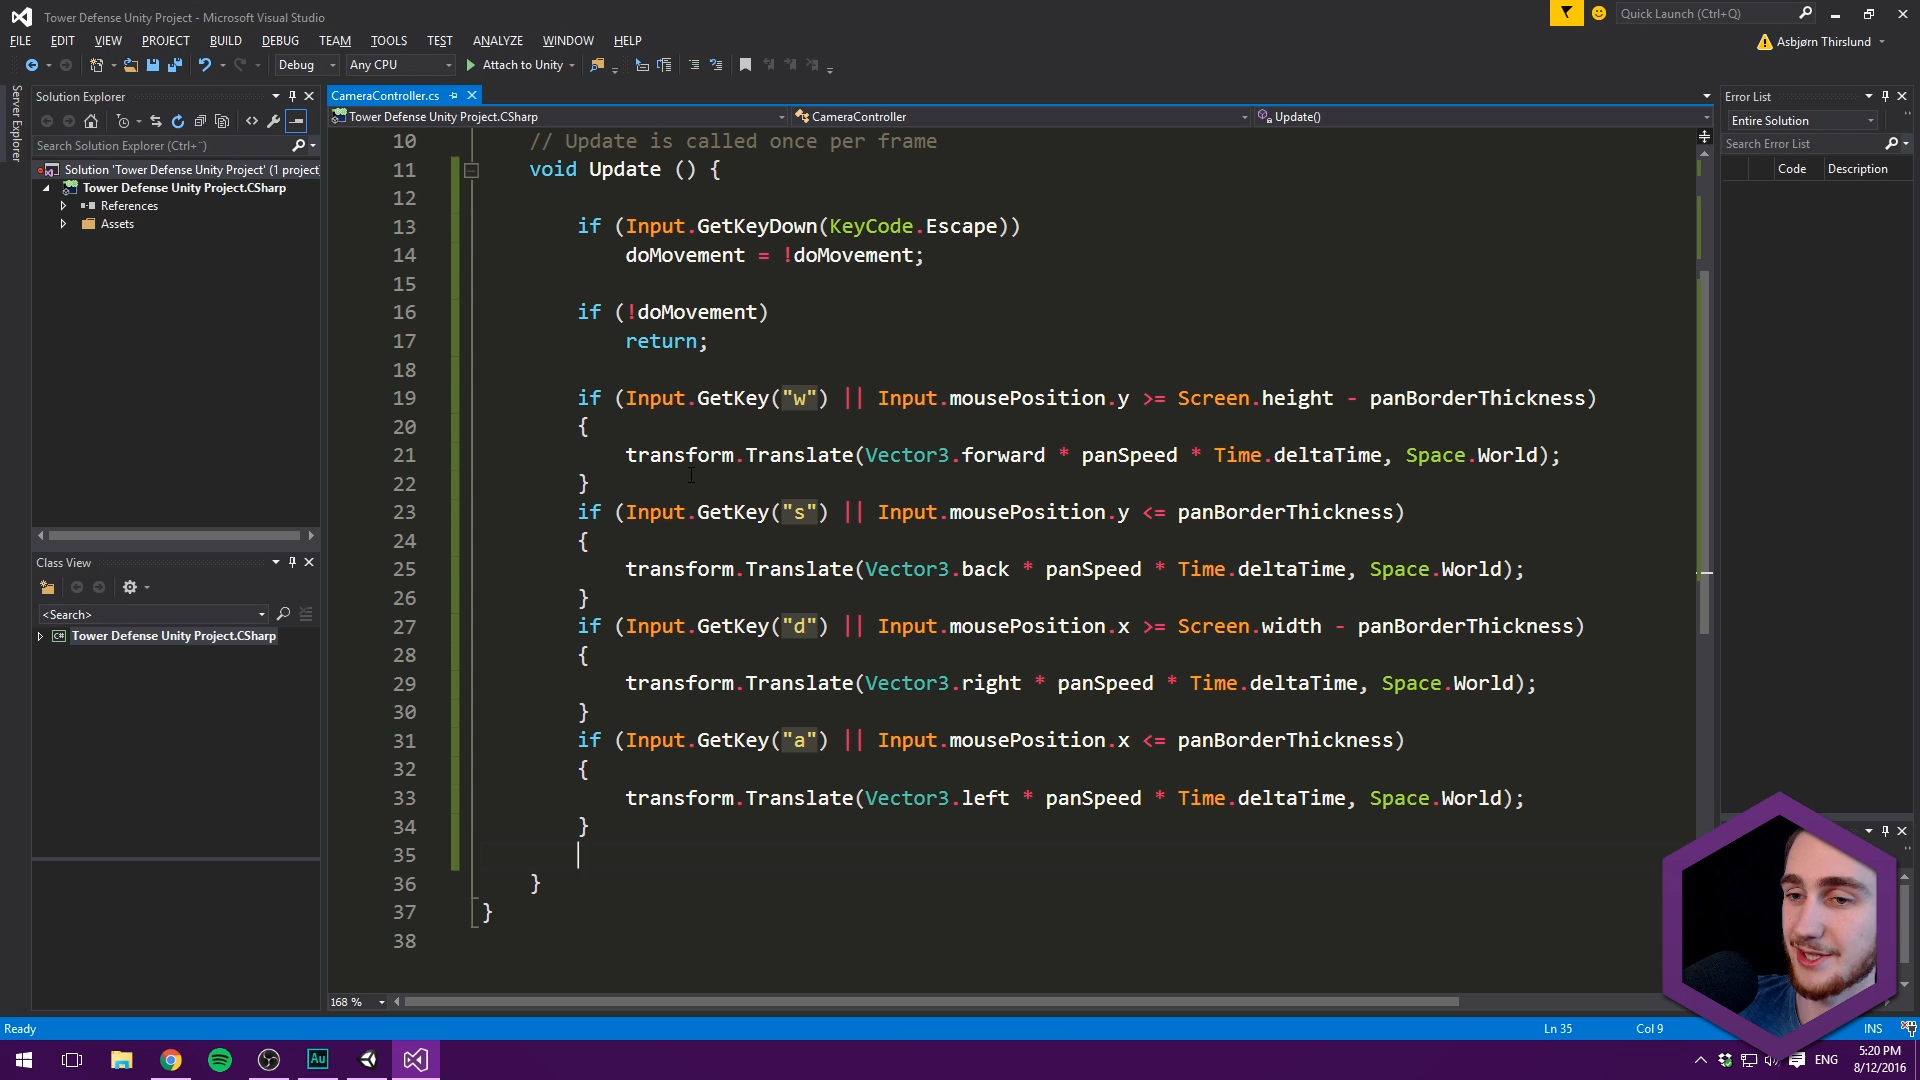 Tower Defense Unity Project - Microsoft Visual Studio
Quick Launch (Ctrl+Q)
FILE EDIT VIEW PROJECT BUILD DEBUG TEAM TOOLS TEST ANALYZE WINDOW HELP
Asbjørn Thirslund
Debug Any CPU Attach to Unity
Server Explorer
Solution Explorer
Search Solution Explorer (Ctrl+¨)
Solution 'Tower Defense Unity Project' (1 project
Tower Defense Unity Project.CSharp
References
Assets
Class View
<Search>
Tower Defense Unity Project.CSharp
CameraController.cs
Tower Defense Unity Project.CSharp CameraController Update()
10 // Update is called once per frame
11 void Update () {
12
13 if (Input.GetKeyDown(KeyCode.Escape))
14 doMovement = !doMovement;
15
16 if (!doMovement)
17 return;
18
19 if (Input.GetKey("w") || Input.mousePosition.y >= Screen.height - panBorderThickness)
20 {
21 transform.Translate(Vector3.forward * panSpeed * Time.deltaTime, Space.World);
22 }
23 if (Input.GetKey("s") || Input.mousePosition.y <= panBorderThickness)
24 {
25 transform.Translate(Vector3.back * panSpeed * Time.deltaTime, Space.World);
26 }
27 if (Input.GetKey("d") || Input.mousePosition.x >= Screen.width - panBorderThickness)
28 {
29 transform.Translate(Vector3.right * panSpeed * Time.deltaTime, Space.World);
30 }
31 if (Input.GetKey("a") || Input.mousePosition.x <= panBorderThickness)
32 {
33 transform.Translate(Vector3.left * panSpeed * Time.deltaTime, Space.World);
34 }
35
36 }
37 }
38
168 %
Error List
Entire Solution
Search Error List
Code Description
Ready
Ln 35 Col 9 INS
Au
ENG
5:20 PM
8/12/2016